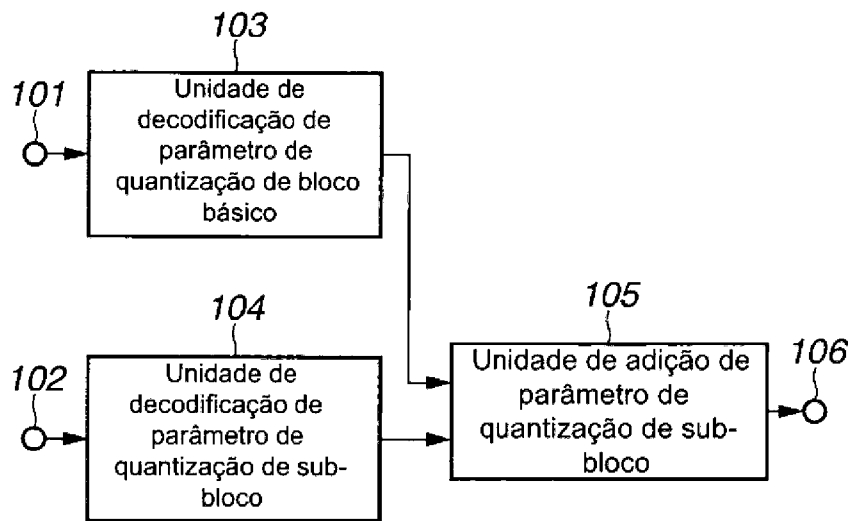 103
101
Unidade de
decodificação de
parâmetro de
quantização de bloco
básico
104
102
Unidade de
decodificação de
parâmetro de
quantização de sub-
bloco
105
106
Unidade de adição de
parâmetro de
quantização de sub-
bloco